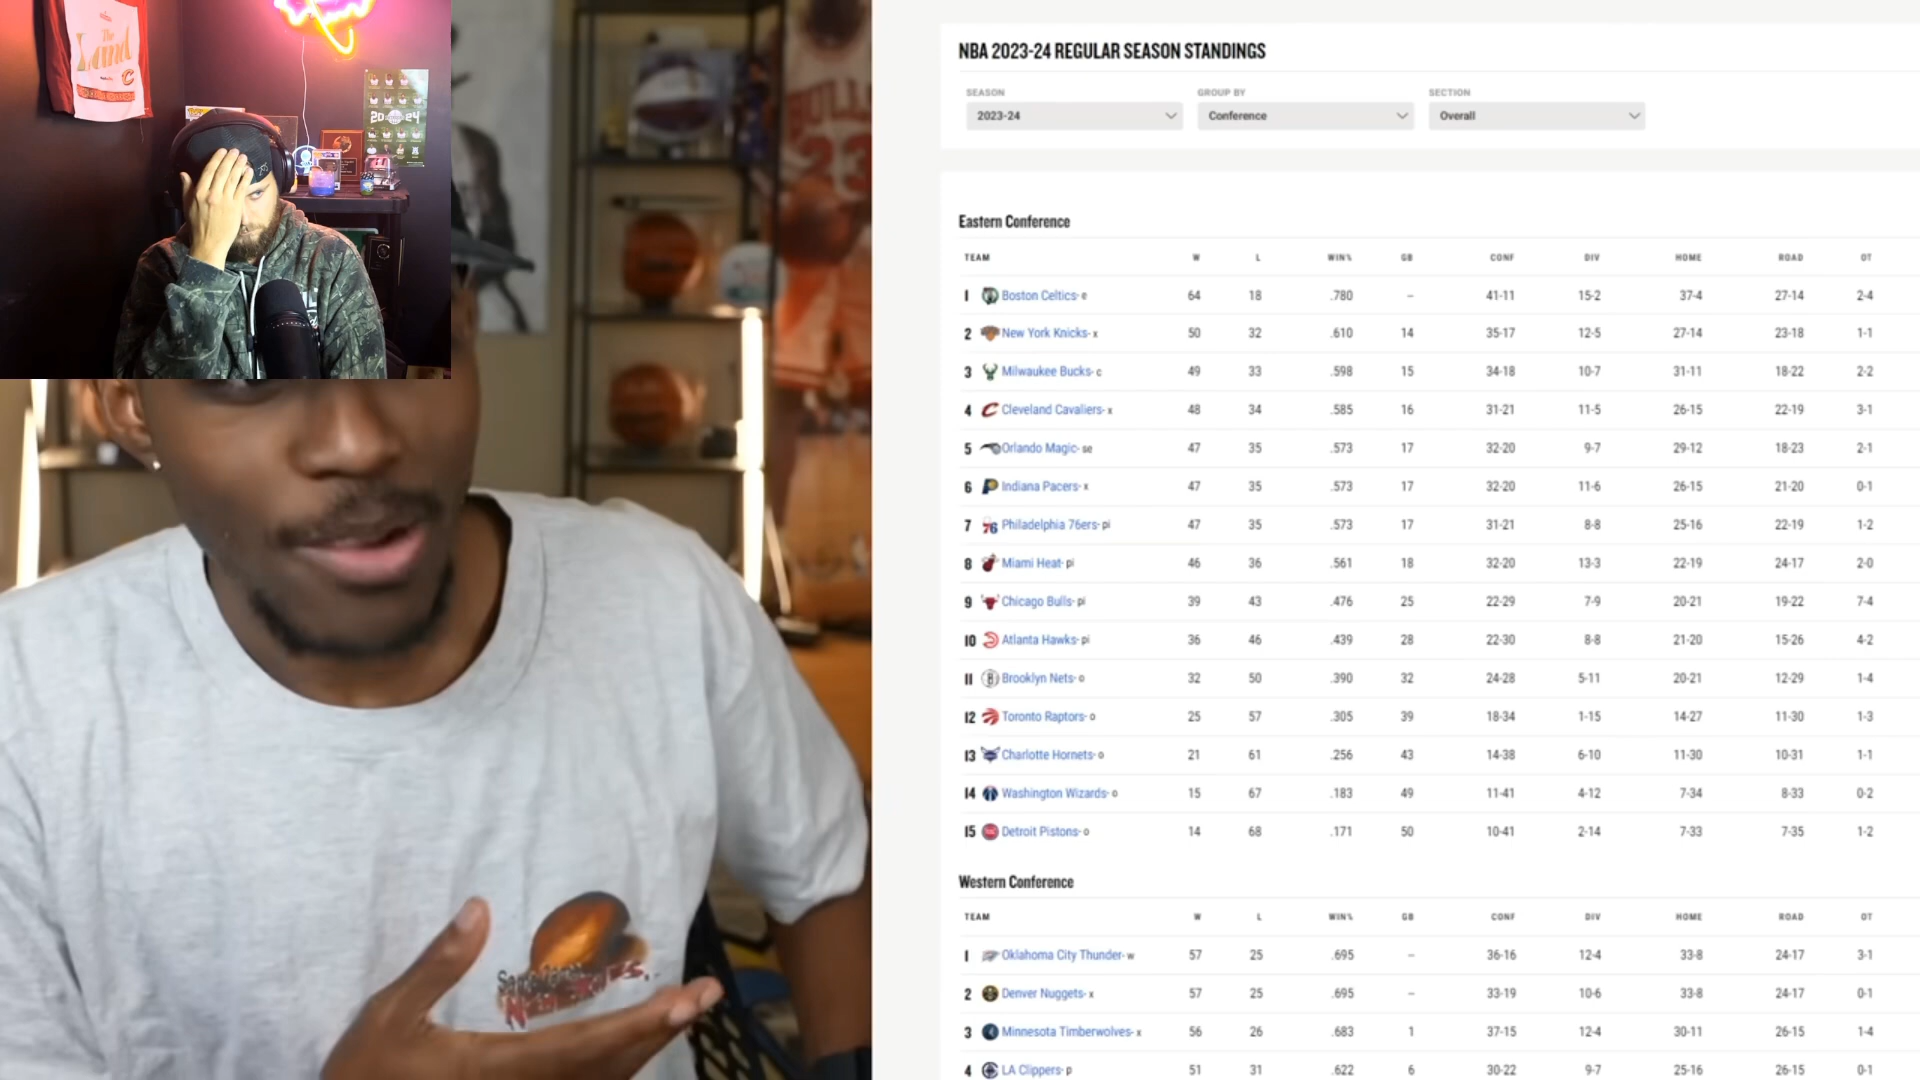 The
Land
C
2024
BULLS
23
NBA 2023-24 REGULAR SEASON STANDINGS
SEASON GROUP BY SECTION
2023-24 Conference Overall
Eastern Conference
TEAM W L WIN% GB CONF DIV HOME ROAD OT
1 Boston Celtics- e 64 18 .780 – 41-11 15-2 37-4 27-14 2-4
2 New York Knicks- x 50 32 .610 14 35-17 12-5 27-14 23-18 1-1
3 Milwaukee Bucks- c 49 33 .598 15 34-18 10-7 31-11 18-22 2-2
4 Cleveland Cavaliers- x 48 34 .585 16 31-21 11-5 26-15 22-19 3-1
5 Orlando Magic- se 47 35 .573 17 32-20 9-7 29-12 18-23 2-1
6 Indiana Pacers- x 47 35 .573 17 32-20 11-6 26-15 21-20 0-1
7 76 Philadelphia 76ers- pi 47 35 .573 17 31-21 8-8 25-16 22-19 1-2
8 Miami Heat- pi 46 36 .561 18 32-20 13-3 22-19 24-17 2-0
9 Chicago Bulls- pi 39 43 .476 25 22-29 7-9 20-21 19-22 7-4
10 Atlanta Hawks- pi 36 46 .439 28 22-30 8-8 21-20 15-26 4-2
11 B Brooklyn Nets- o 32 50 .390 32 24-28 5-11 20-21 12-29 1-4
12 Toronto Raptors- o 25 57 .305 39 18-34 1-15 14-27 11-30 1-3
13 Charlotte Hornets- o 21 61 .256 43 14-38 6-10 11-30 10-31 1-1
14 Washington Wizards- o 15 67 .183 49 11-41 4-12 7-34 8-33 0-2
15 Detroit Pistons- o 14 68 .171 50 10-41 2-14 7-33 7-35 1-2
Western Conference
TEAM W L WIN% GB CONF DIV HOME ROAD OT
1 Oklahoma City Thunder- w 57 25 .695 – 36-16 12-4 33-8 24-17 3-1
2 Denver Nuggets- x 57 25 .695 – 33-19 10-6 33-8 24-17 0-1
3 Minnesota Timberwolves- x 56 26 .683 1 37-15 12-4 30-11 26-15 1-4
4 LA Clippers- p 51 31 .622 6 30-22 9-7 25-16 26-15 0-1